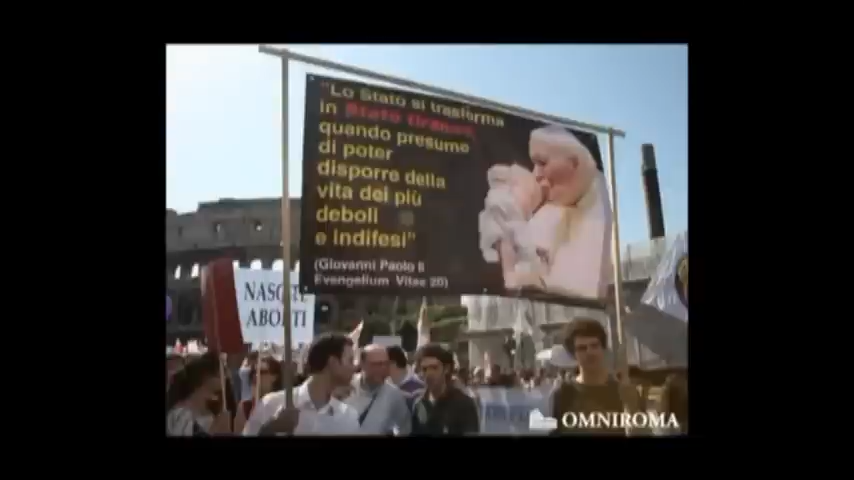 "Lo Stato si trasforma
in Stato tiranno
quando presume
di poter
disporre della
vita dei più
deboli
e indifesi"
(Giovanni Paolo II
Evangelium Vitae 20)
NASC
ABORTI
OMNIROMA